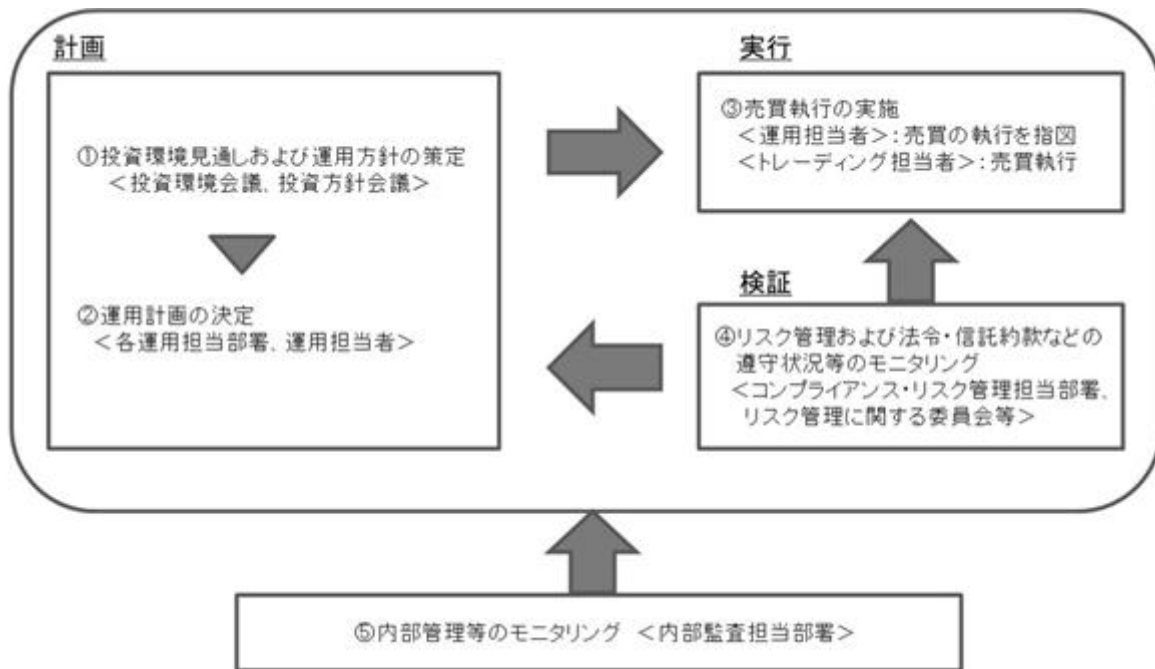 計画
①投資環境見通しおよび運用方針の策定
<投資環境会議、投資方針会議>
②運用計画の決定
<各運用担当部署、運用担当者>
実行
③売買執行の実施
<運用担当者>:売買の執行を指図
<トレーディング担当者>:売買執行
検証
④リスク管理および法令・信託約款などの
遵守状況等のモニタリング
<コンプライアンス・リスク管理担当部署、
リスク管理に関する委員会等>
⑤内部管理等のモニタリング <内部監査担当部署>